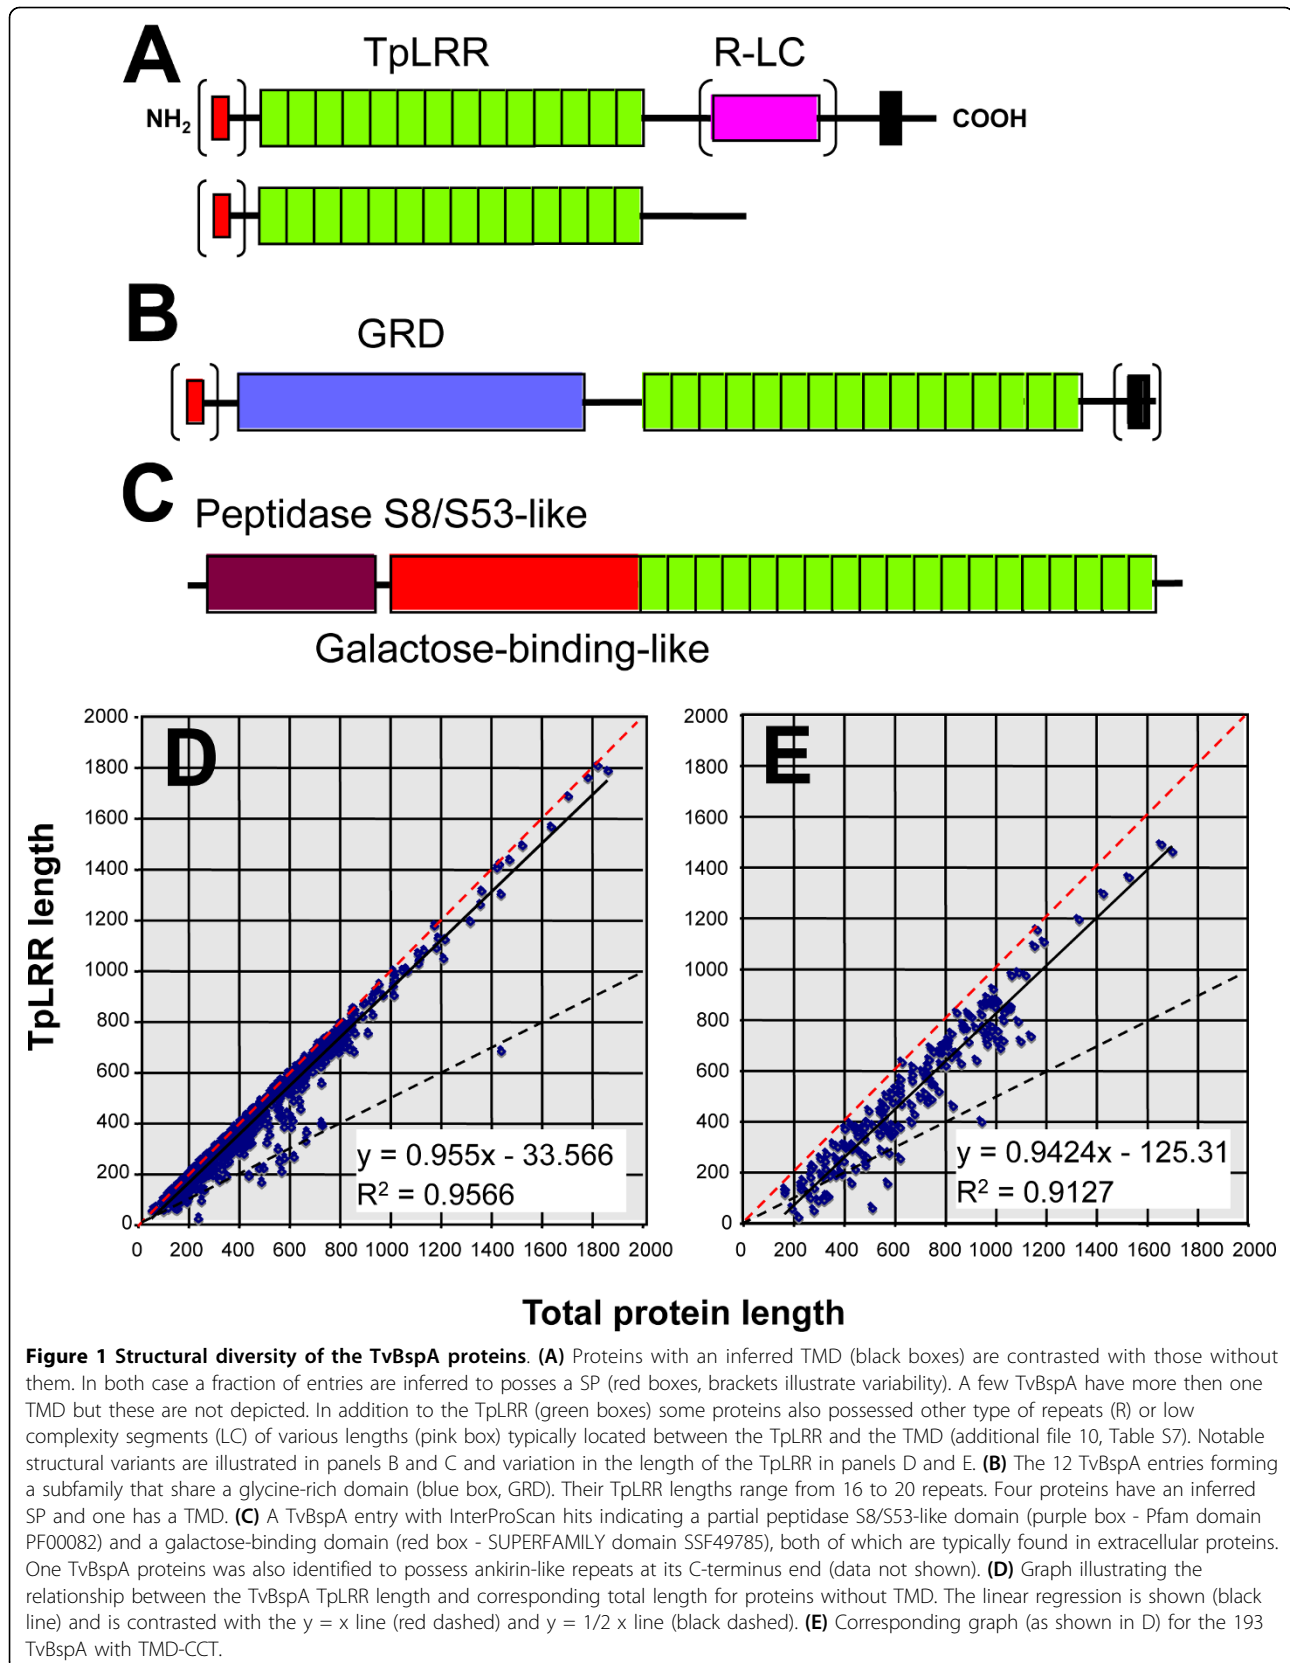 A
TpLRR
R-LC
NH2
COOH
B
GRD
C
Peptidase S8/S53-like
Galactose-binding-like
D
2000
1800
1600
1400
1200
1000
800
600
400
200
0
0 200 400 600 800 1000 1200 1400 1600 1800 2000
y = 0.955x - 33.566
R² = 0.9566
E
2000
1800
1600
1400
1200
1000
800
600
400
200
0
0 200 400 600 800 1000 1200 1400 1600 1800 2000
y = 0.9424x - 125.31
R² = 0.9127
TpLRR length
Total protein length
Figure 1 Structural diversity of the TvBspA proteins. (A) Proteins with an inferred TMD (black boxes) are contrasted with those without
them. In both case a fraction of entries are inferred to posses a SP (red boxes, brackets illustrate variability). A few TvBspA have more then one
TMD but these are not depicted. In addition to the TpLRR (green boxes) some proteins also possessed other type of repeats (R) or low
complexity segments (LC) of various lengths (pink box) typically located between the TpLRR and the TMD (additional file 10, Table S7). Notable
structural variants are illustrated in panels B and C and variation in the length of the TpLRR in panels D and E. (B) The 12 TvBspA entries forming
a subfamily that share a glycine-rich domain (blue box, GRD). Their TpLRR lengths range from 16 to 20 repeats. Four proteins have an inferred
SP and one has a TMD. (C) A TvBspA entry with InterProScan hits indicating a partial peptidase S8/S53-like domain (purple box - Pfam domain
PF00082) and a galactose-binding domain (red box - SUPERFAMILY domain SSF49785), both of which are typically found in extracellular proteins.
One TvBspA proteins was also identified to possess ankirin-like repeats at its C-terminus end (data not shown). (D) Graph illustrating the
relationship between the TvBspA TpLRR length and corresponding total length for proteins without TMD. The linear regression is shown (black
line) and is contrasted with the y = x line (red dashed) and y = 1/2 x line (black dashed). (E) Corresponding graph (as shown in D) for the 193
TvBspA with TMD-CCT.